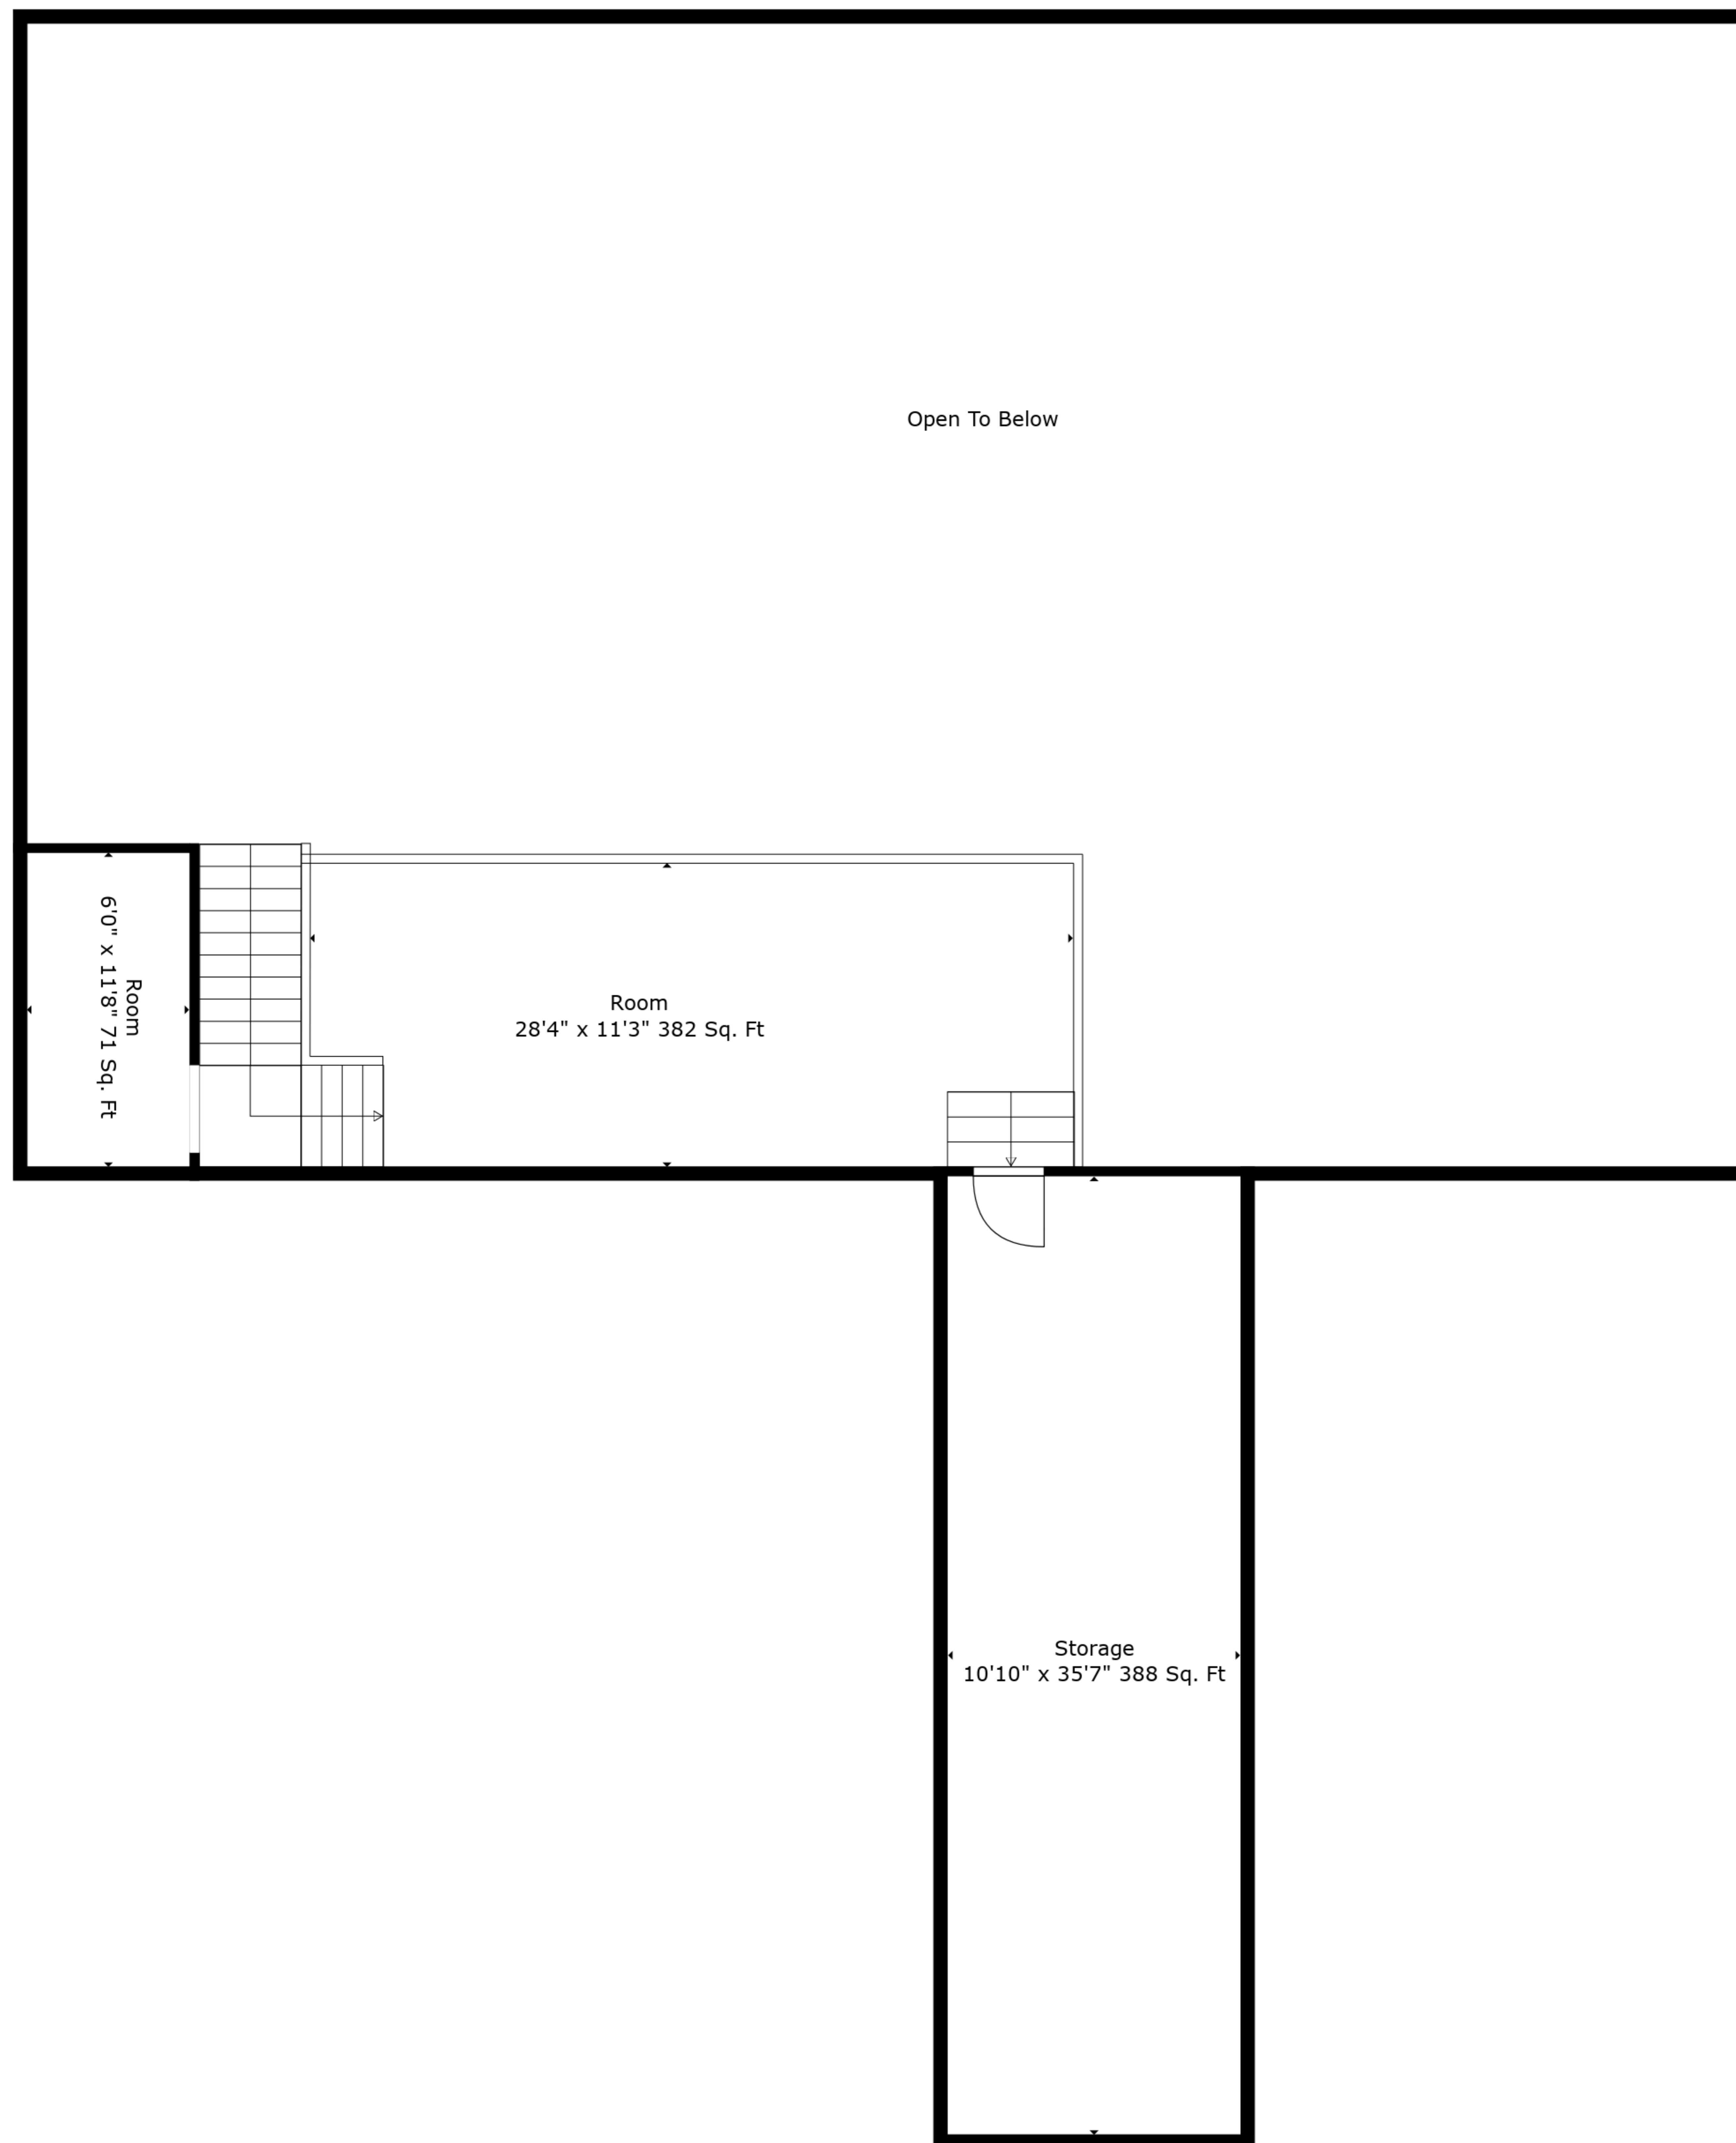 Open To Below
Room
6'0" x 11'8" 71 Sq. Ft
Room
28'4" x 11'3" 382 Sq. Ft
Storage
10'10" x 35'7" 388 Sq. Ft